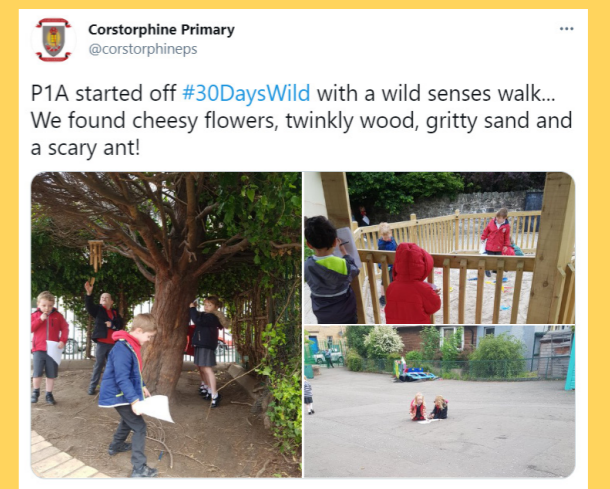 Corstorphine Primary
@corstorphineps
P1A started off #30DaysWild with a wild senses walk...
We found cheesy flowers, twinkly wood, gritty sand and
a scary ant!